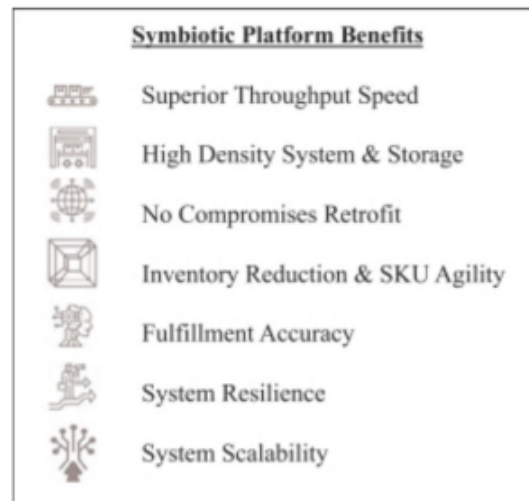 Symbiotic Platform Benefits
Superior Throughput Speed
High Density System & Storage
No Compromises Retrofit
Inventory Reduction & SKU Agility
Fulfillment Accuracy
System Resilience
System Scalability